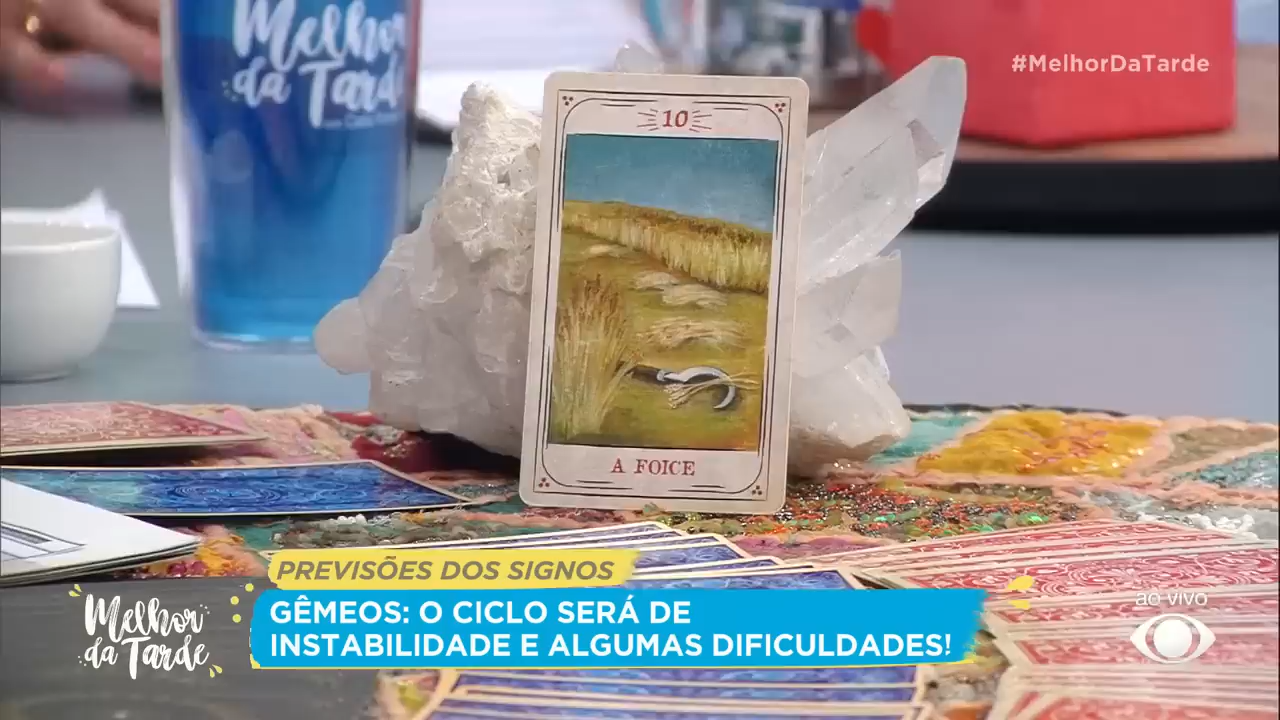 Melhor
da Tarde
#MelhorDaTarde
10
A FOICE
PREVISÕES DOS SIGNOS
GÊMEOS: O CICLO SERÁ DE
INSTABILIDADE E ALGUMAS DIFICULDADES!
Melhor
da Tarde
AO VIVO